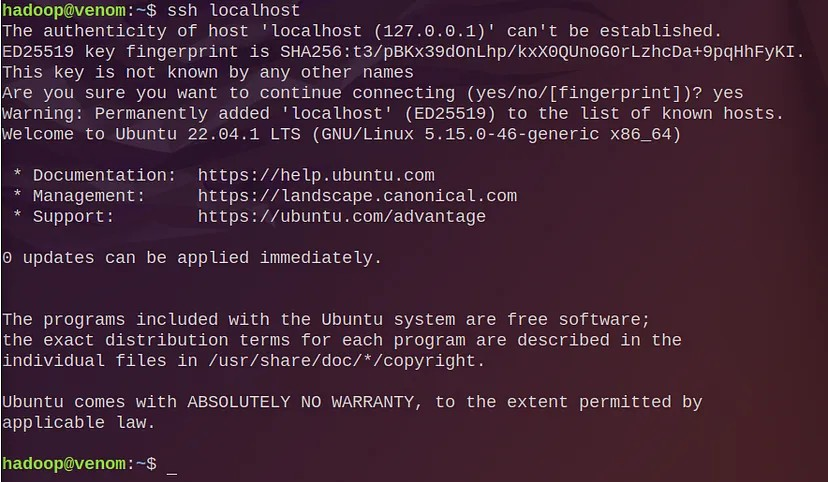 hadoop@venom:~$ ssh localhost
The authenticity of host 'localhost (127.0.0.1)' can't be established.
ED25519 key fingerprint is SHA256:t3/pBKx39dOnLhp/kxX0QUn0G0rLzhcDa+9pqHhFyKI.
This key is not known by any other names
Are you sure you want to continue connecting (yes/no/[fingerprint])? yes
Warning: Permanently added 'localhost' (ED25519) to the list of known hosts.
Welcome to Ubuntu 22.04.1 LTS (GNU/Linux 5.15.0-46-generic x86_64)

 * Documentation:  https://help.ubuntu.com
 * Management:     https://landscape.canonical.com
 * Support:        https://ubuntu.com/advantage

0 updates can be applied immediately.


The programs included with the Ubuntu system are free software;
the exact distribution terms for each program are described in the
individual files in /usr/share/doc/*/copyright.

Ubuntu comes with ABSOLUTELY NO WARRANTY, to the extent permitted by
applicable law.

hadoop@venom:~$ _